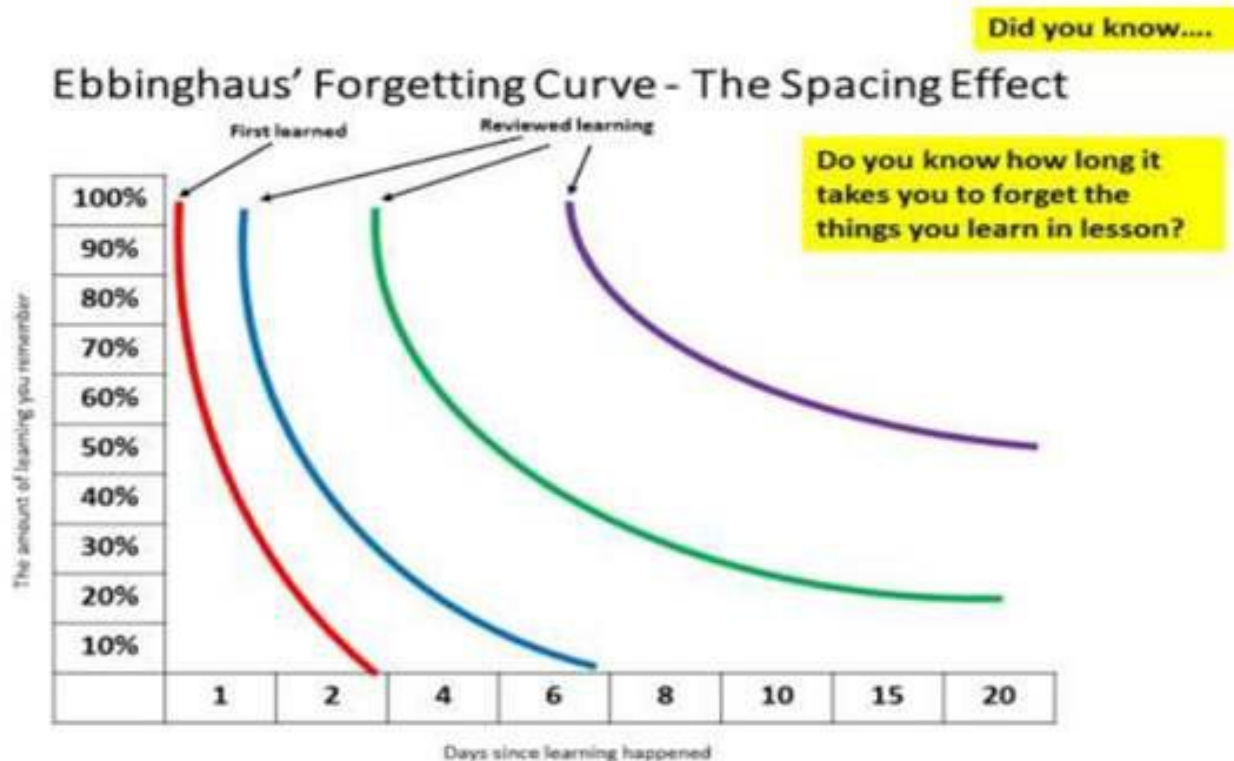 Did you know....
Ebbinghaus' Forgetting Curve - The Spacing Effect
First learned
Reviewed learning
Do you know how long it
takes you to forget the
things you learn in lesson?
The amount of learning you remember
100%
90%
80%
70%
60%
50%
40%
30%
20%
10%
1 2 4 6 8 10 15 20
Days since learning happened